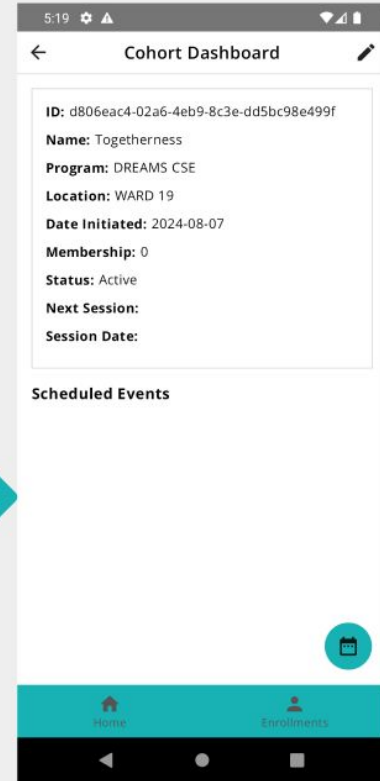 5:19
Cohort Dashboard
ID: d806eac4-02a6-4eb9-8c3e-dd5bc98e499f
Name: Togetherness
Program: DREAMS CSE
Location: WARD 19
Date Initiated: 2024-08-07
Membership: 0
Status: Active
Next Session:
Session Date:
Scheduled Events
Home
Enrollments